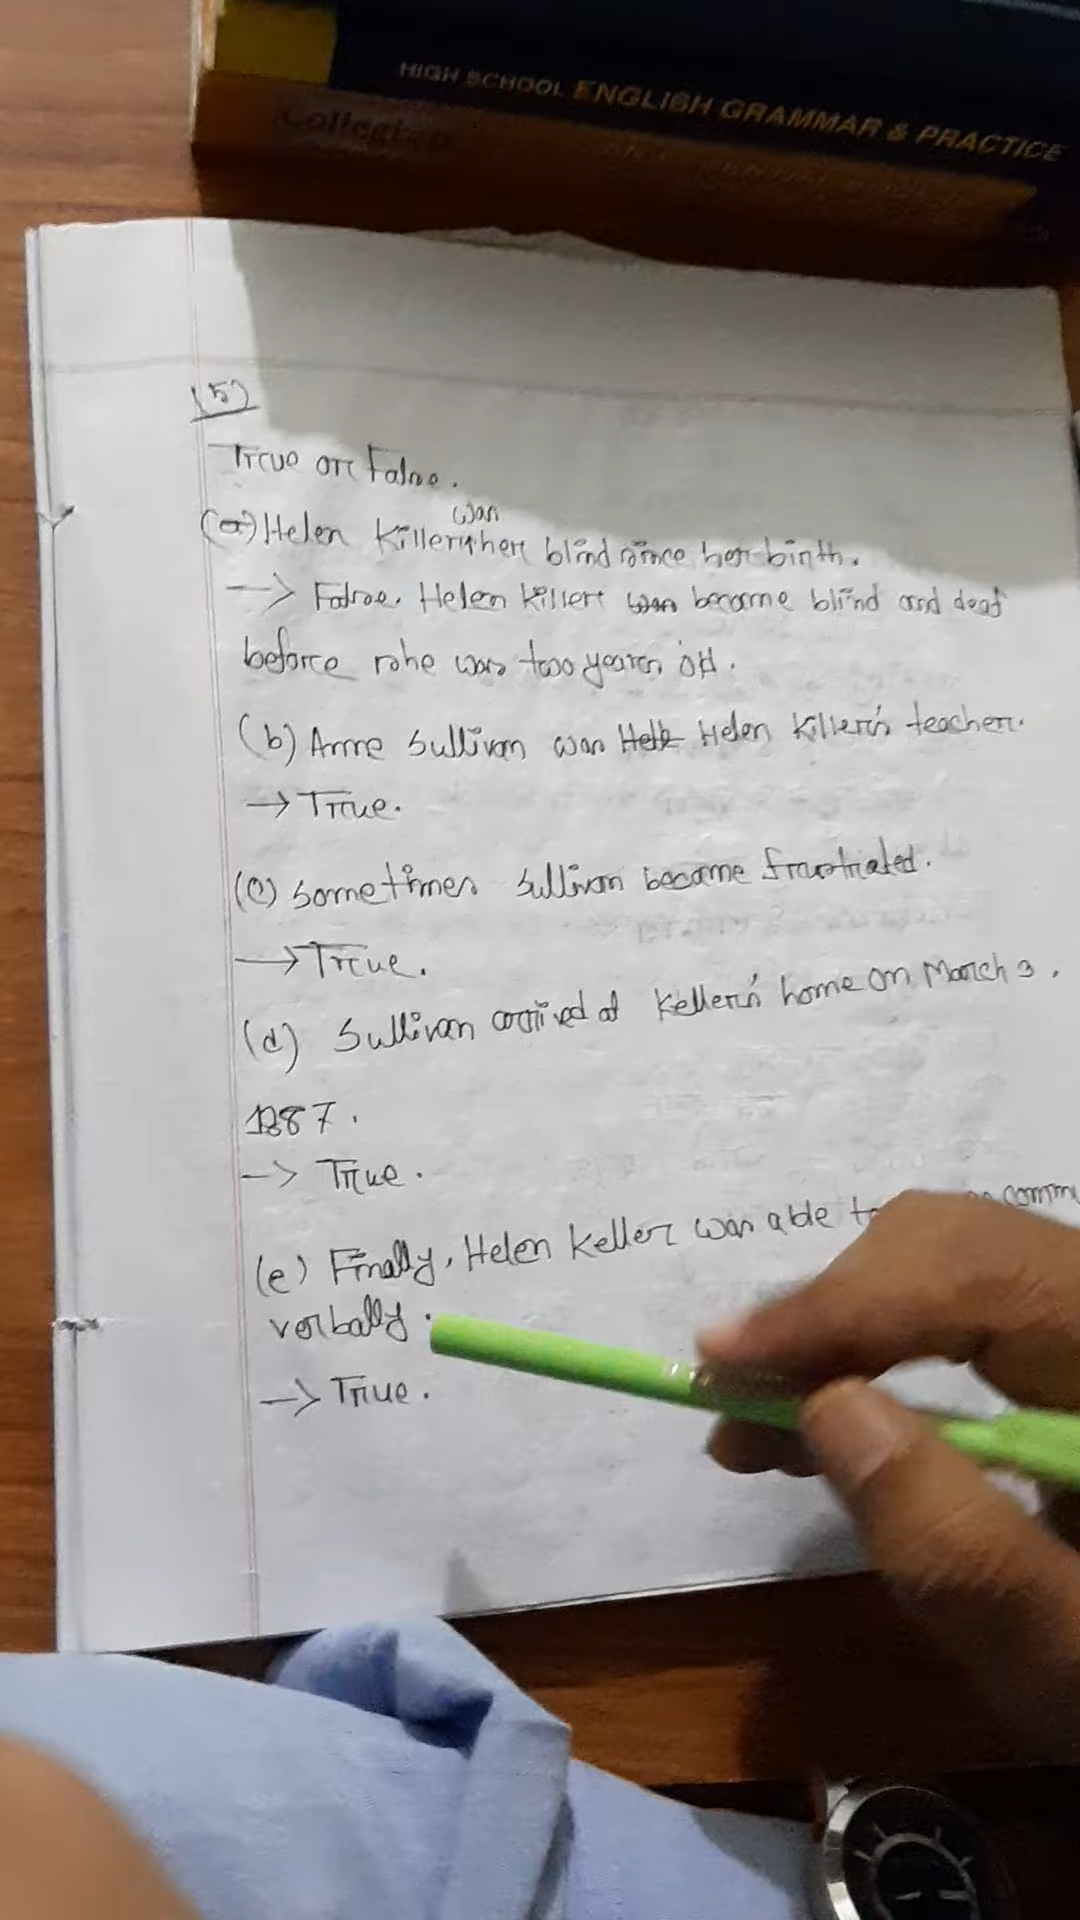 HIGH SCHOOL ENGLISH GRAMMAR & PRACTICE
Collegiate
(5)
True or False.
was
(a) Helen Killer her blind since her birth.
→ False. Helen Killer was became blind and deaf
before she was two years old.
(b) Anne Sullivan was Helen Killer's teacher.
→ True.
(c) Sometimes Sullivan became frustrated.
→ True.
(d) Sullivan arrived at Keller's home on March 3,
1887.
→ True.
(e) Finally, Helen Keller was able
verbally.
→ True.